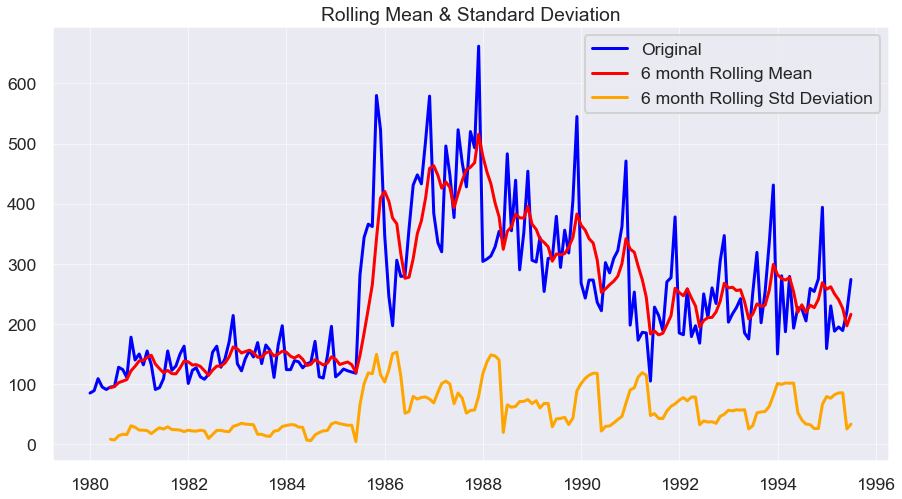 Rolling Mean & Standard Deviation
Original
6 month Rolling Mean
6 month Rolling Std Deviation
600
500
400
300
200
100
0
1980 1982 1984 1986 1988 1990 1992 1994 1996